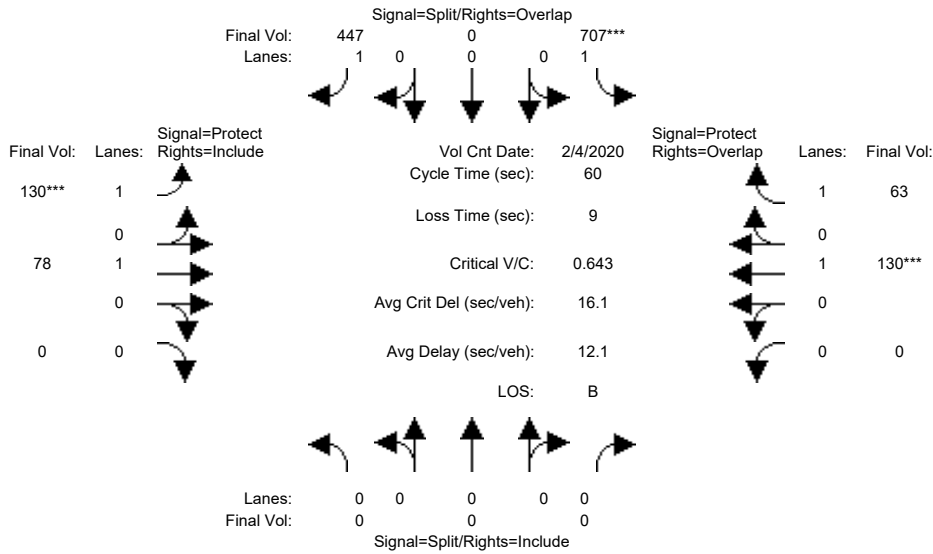 Signal=Split/Rights=Overlap
Final Vol: 447 0 707***
Lanes: 1 0 0 0 1
Signal=Protect
Final Vol: Lanes: Rights=Include
Vol Cnt Date: 2/4/2020
Signal=Protect
Rights=Overlap Lanes: Final Vol:
Cycle Time (sec): 60
130*** 1
1 63
Loss Time (sec): 9
0
0
78 1
Critical V/C: 0.643
1 130***
0
Avg Crit Del (sec/veh): 16.1
0
0 0
Avg Delay (sec/veh): 12.1
0 0
LOS: B
Lanes: 0 0 0 0 0
Final Vol: 0 0 0
Signal=Split/Rights=Include